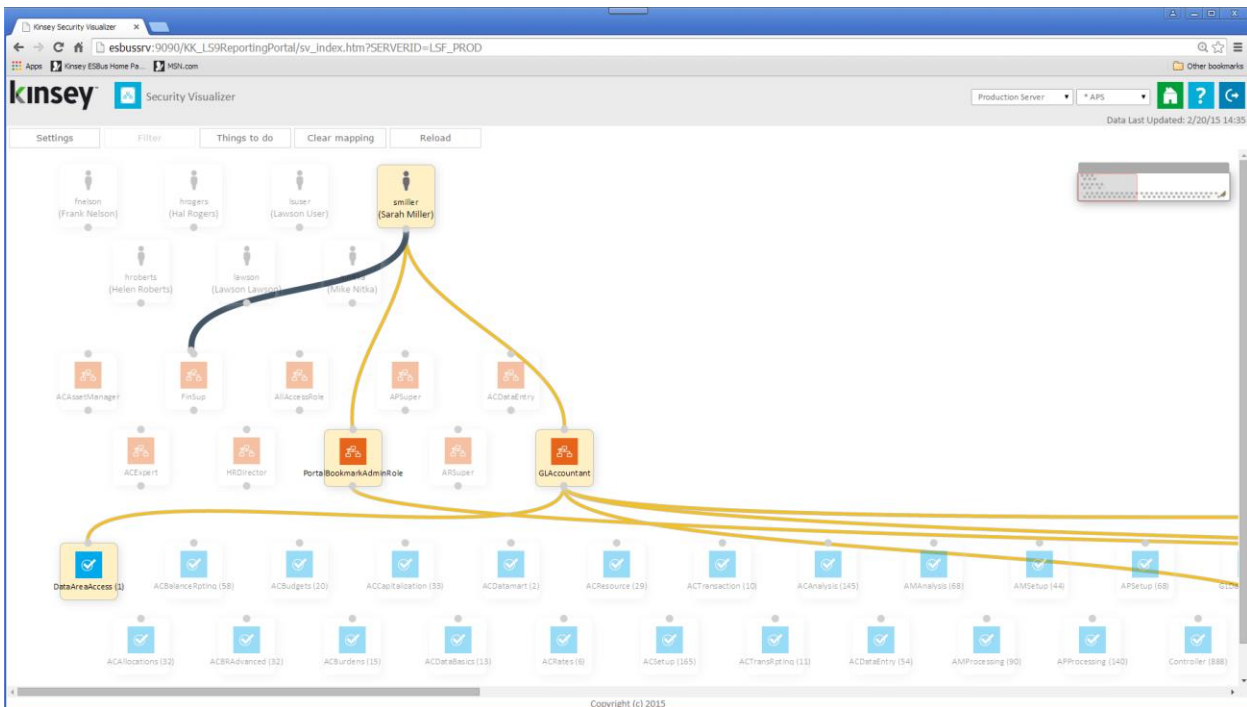 Kinsey Security Visualizer
esbussrv:9090/KK_LS9ReportingPortal/sv_index.htm?SERVERID=LSF_PROD
Apps Kinsey ESBus Home Pa... MSN.com Other bookmarks
kinsey Security Visualizer Production Server * APS ?
Data Last Updated: 2/20/15 14:35
Settings Filter Things to do Clear mapping Reload
fnelson hrogers lsuser smiller
(Frank Nelson) (Hal Rogers) (Lawson User) (Sarah Miller)
hroberts lawson
(Helen Roberts) (Lawson Lawson) (Mike Nitka)
ACAssetManager FinSup AllAccessRole APSuper ACDataEntry
ACExpert HRDirector PortalBookmarkAdminRole ARSuper GLAccountant
DataAreaAccess (1) ACBalanceRpting (58) ACBudgets (20) ACCapitalization (33) ACDatamart (2) ACResource (29) ACTransaction (10) ACAnalysis (145) AMAnalysis (68) AMSetup (44) APSetup (68)
ACAllocations (32) ACBRAdvanced (32) ACBurdens (15) ACDataBasics (13) ACRates (6) ACSetup (165) ACTransRpting (11) ACDataEntry (54) AMProcessing (90) APProcessing (140) Controller (888)
Copyright (c) 2015